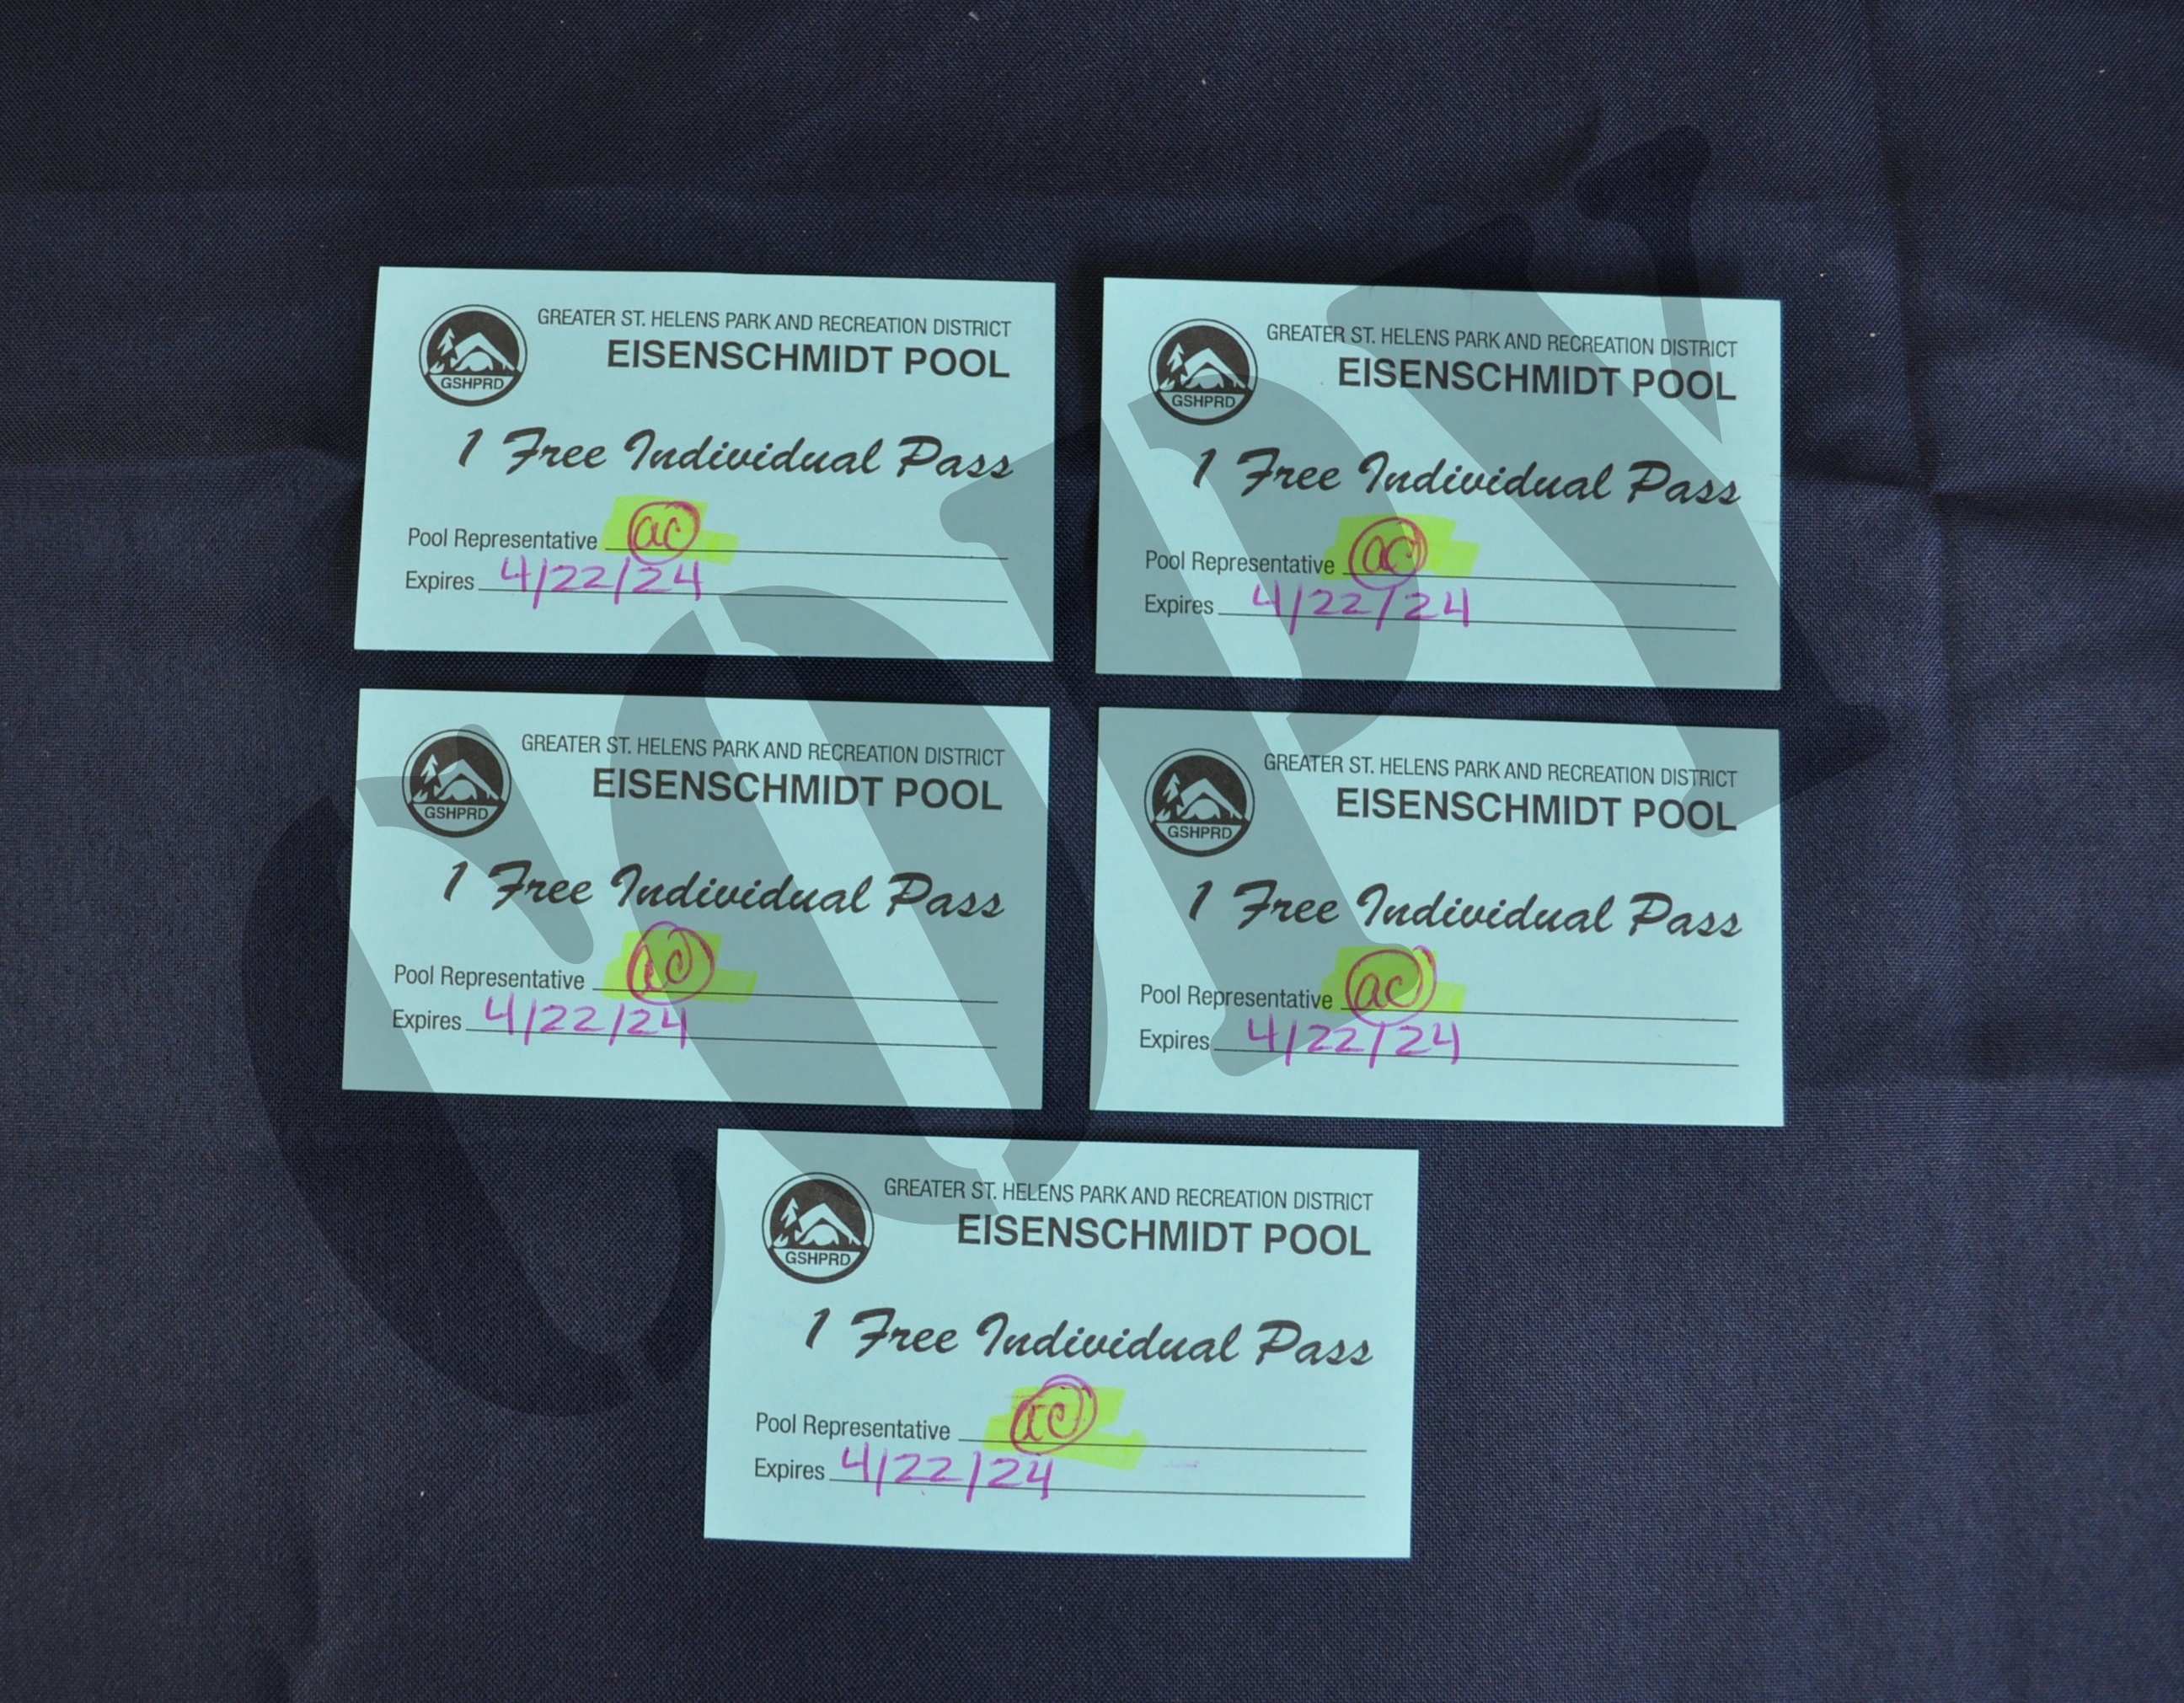 GREATER ST. HELENS PARK AND RECREATION DISTRICT
EISENSCHMIDT POOL
GSHPRD
1 Free Individual Pass
Pool Representative ac
Expires 4/22/24
GREATER ST. HELENS PARK AND RECREATION DISTRICT
EISENSCHMIDT POOL
GSHPRD
1 Free Individual Pass
Pool Representative ac
Expires 4/22/24
GREATER ST. HELENS PARK AND RECREATION DISTRICT
EISENSCHMIDT POOL
GSHPRD
1 Free Individual Pass
Pool Representative ac
Expires 4/22/24
GREATER ST. HELENS PARK AND RECREATION DISTRICT
EISENSCHMIDT POOL
GSHPRD
1 Free Individual Pass
Pool Representative ac
Expires 4/22/24
GREATER ST. HELENS PARK AND RECREATION DISTRICT
EISENSCHMIDT POOL
GSHPRD
1 Free Individual Pass
Pool Representative ac
Expires 4/22/24
COPY